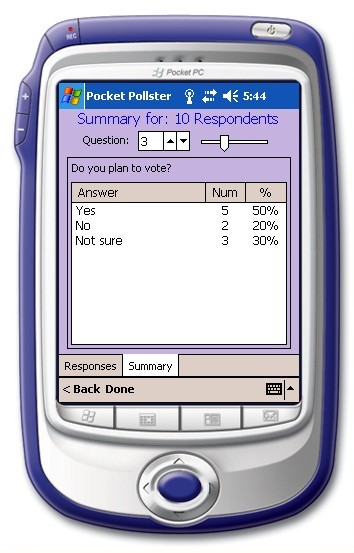 REC
Pocket PC
Pocket Pollster 5:44
Summary for: 10 Respondents
Question: 3
Do you plan to vote?
Answer Num %
Yes 5 50%
No 2 20%
Not sure 3 30%
Responses Summary
< Back Done